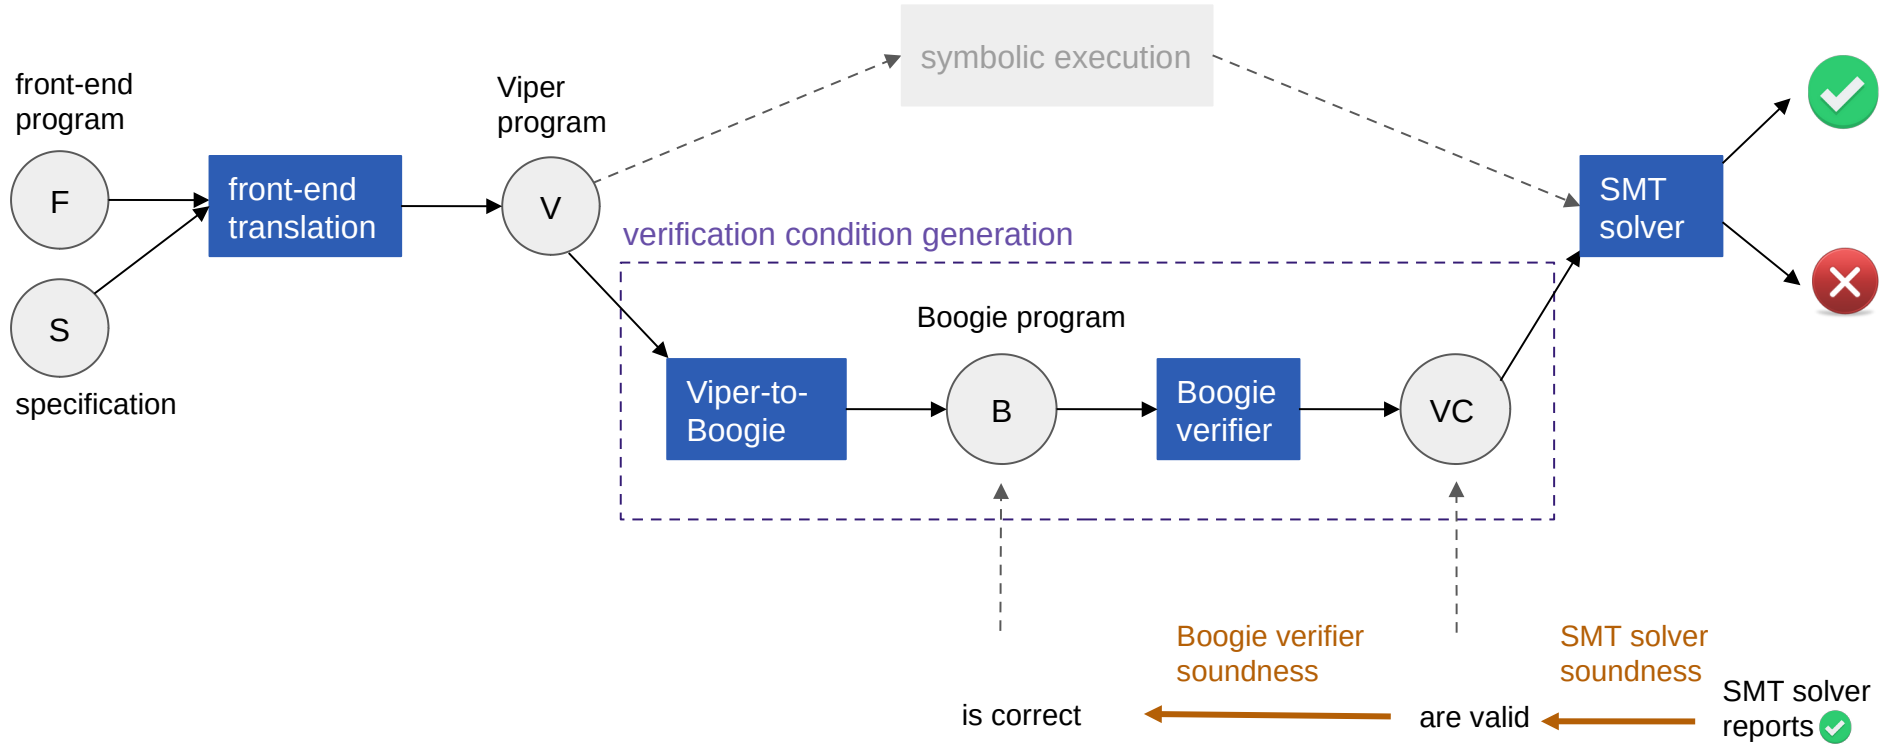 symbolic execution
front-end
program
Viper
program
F
front-end
translation
V
SMT
solver
verification condition generation
S
specification
Boogie program
Viper-to-
Boogie
B
Boogie
verifier
VC
Boogie verifier
soundness
SMT solver
soundness
is correct
are valid
SMT solver
reports